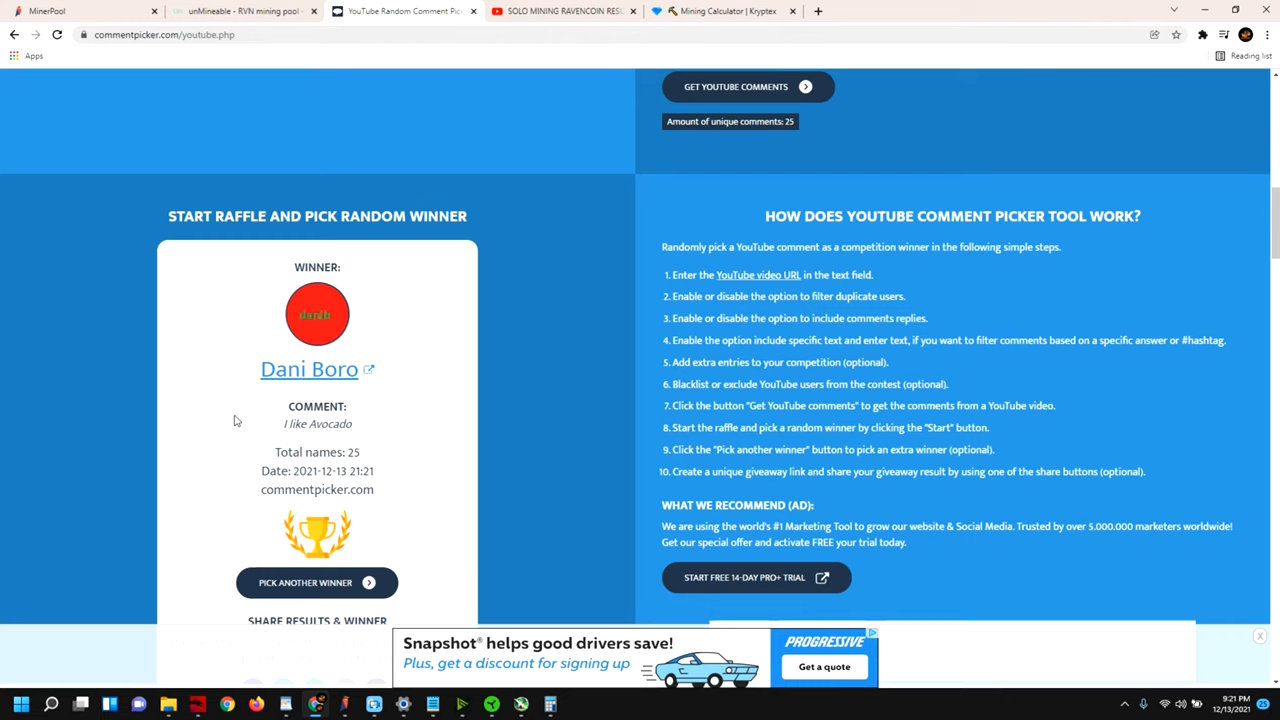 MinerPool
unMineable - RVN mining pool -
YouTube Random Comment Pic
SOLO MINING RAVENCOIN RESU
Mining Calculator | Kryptex
commentpicker.com/youtube.php
Apps
Reading list
GET YOUTUBE COMMENTS
Amount of unique comments: 25
START RAFFLE AND PICK RANDOM WINNER
WINNER:
Dani Boro
COMMENT:
I like Avocado
Total names: 25
Date: 2021-12-13 21:21
commentpicker.com
PICK ANOTHER WINNER
SHARE RESULTS & WINNER
HOW DOES YOUTUBE COMMENT PICKER TOOL WORK?
Randomly pick a YouTube comment as a competition winner in the following simple steps.
1. Enter the YouTube video URL in the text field.
2. Enable or disable the option to filter duplicate users.
3. Enable or disable the option to include comments replies.
4. Enable the option include specific text and enter text, if you want to filter comments based on a specific answer or #hashtag.
5. Add extra entries to your competition (optional).
6. Blacklist or exclude YouTube users from the contest (optional).
7. Click the button "Get YouTube comments" to get the comments from a YouTube video.
8. Start the raffle and pick a random winner by clicking the "Start" button.
9. Click the "Pick another winner" button to pick an extra winner (optional).
10. Create a unique giveaway link and share your giveaway result by using one of the share buttons (optional).
WHAT WE RECOMMEND (AD):
We are using the world's #1 Marketing Tool to grow our website & Social Media. Trusted by over 5.000.000 marketers worldwide!
Get our special offer and activate FREE your trial today.
START FREE 14-DAY PRO+ TRIAL
Snapshot® helps good drivers save!
Plus, get a discount for signing up
PROGRESSIVE
Get a quote
9:21 PM
12/13/2021
25